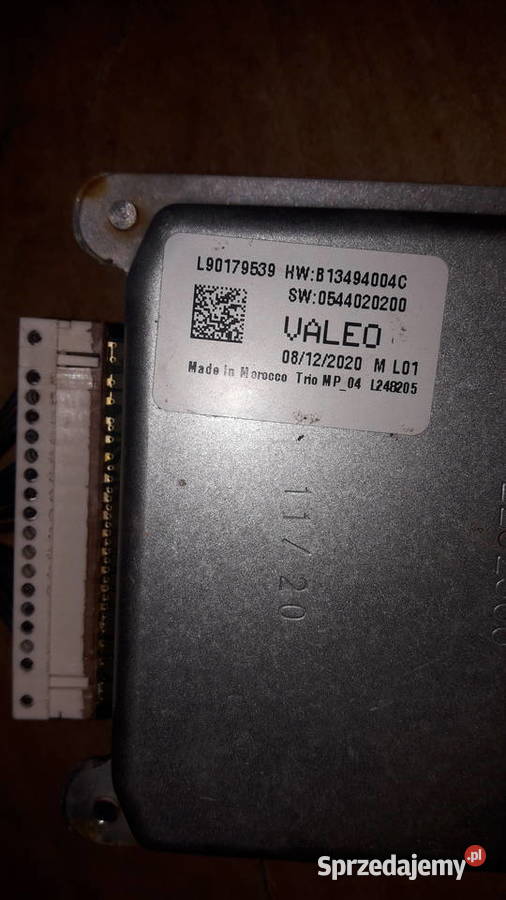 L90179539 HW:B13494004C
SW:0544020200
VALEO
08/12/2020 M L01
Made in Morocco Trio MP_04 L248205
11/20
Sprzedajemy.pl